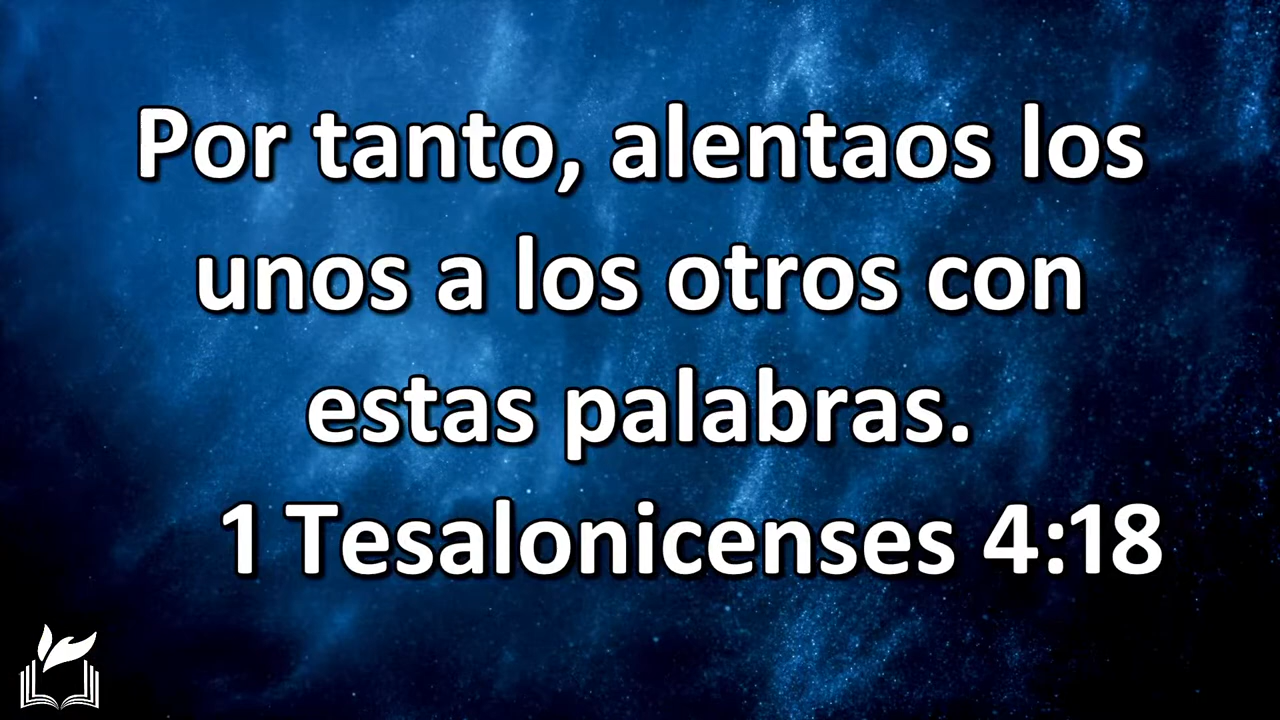 Por tanto, alentaos los
unos a los otros con
estas palabras.
1 Tesalonicenses 4:18